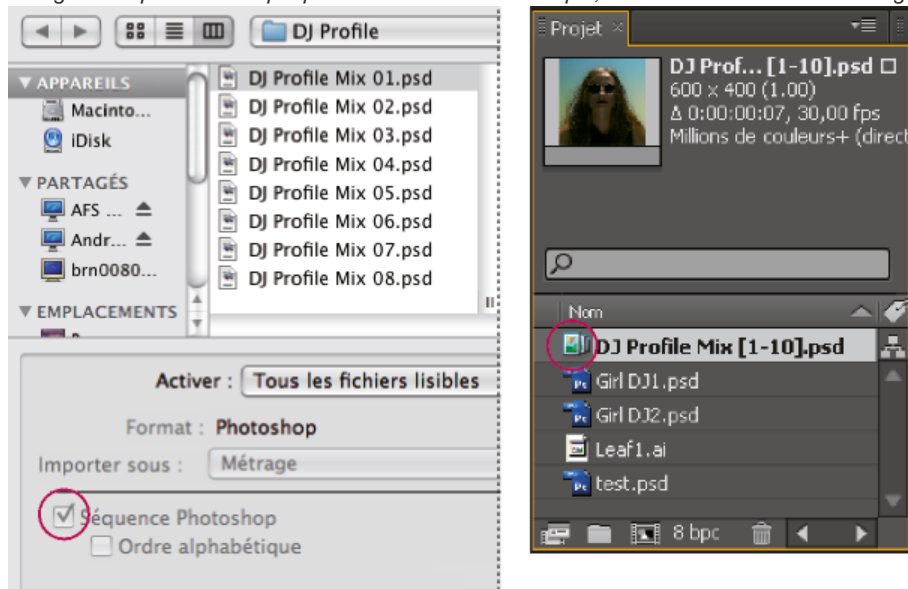 DJ Profile
APPAREILS
Macinto...
iDisk
PARTAGÉS
AFS ...
Andr...
brn0080...
EMPLACEMENTS
DJ Profile Mix 01.psd
DJ Profile Mix 02.psd
DJ Profile Mix 03.psd
DJ Profile Mix 04.psd
DJ Profile Mix 05.psd
DJ Profile Mix 06.psd
DJ Profile Mix 07.psd
DJ Profile Mix 08.psd
Activer : Tous les fichiers lisibles
Format : Photoshop
Importer sous : Métrage
Séquence Photoshop
Ordre alphabétique
Projet
DJ Prof... [1-10].psd
600 x 400 (1.00)
Δ 0:00:00:07, 30,00 fps
Millions de couleurs+ (direct
Nom
DJ Profile Mix [1-10].psd
Girl DJ1.psd
Girl DJ2.psd
Leaf1.ai
test.psd
8 bpc